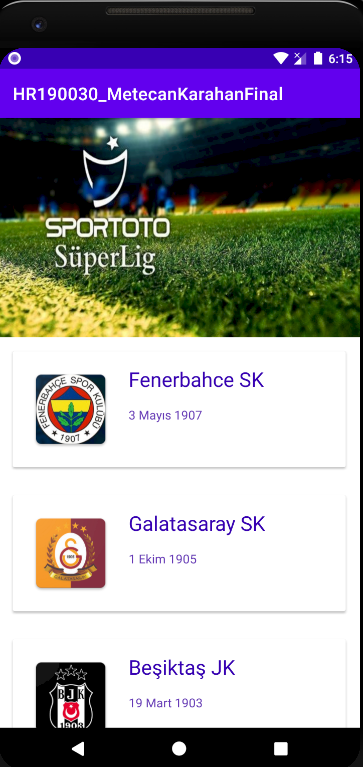 6:15
HR190030_MetecanKarahanFinal
SPORTOTO
SüperLig
FENERBAHÇE SPOR KULÜBÜ
1907
Fenerbahce SK
3 Mayıs 1907
Galatasaray SK
1 Ekim 1905
BJK
1903
Beşiktaş JK
19 Mart 1903